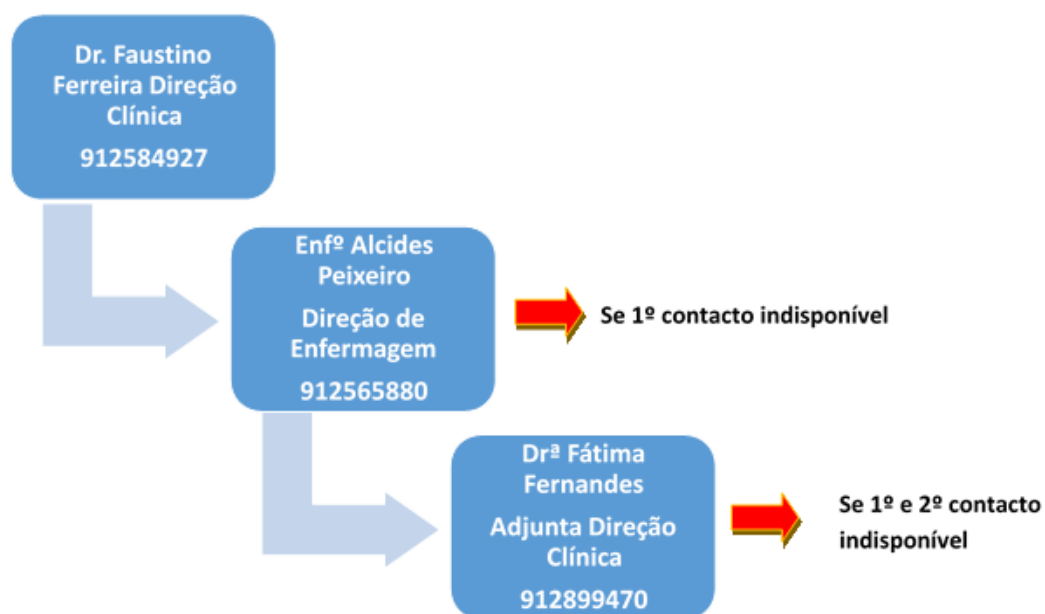 Dr. Faustino
Ferreira Direção
Clínica
912584927
Enfº Alcides
Peixeiro
Direção de
Enfermagem
912565880
Se 1º contacto indisponível
Drª Fátima
Fernandes
Adjunta Direção
Clínica
912899470
Se 1º e 2º contacto
indisponível